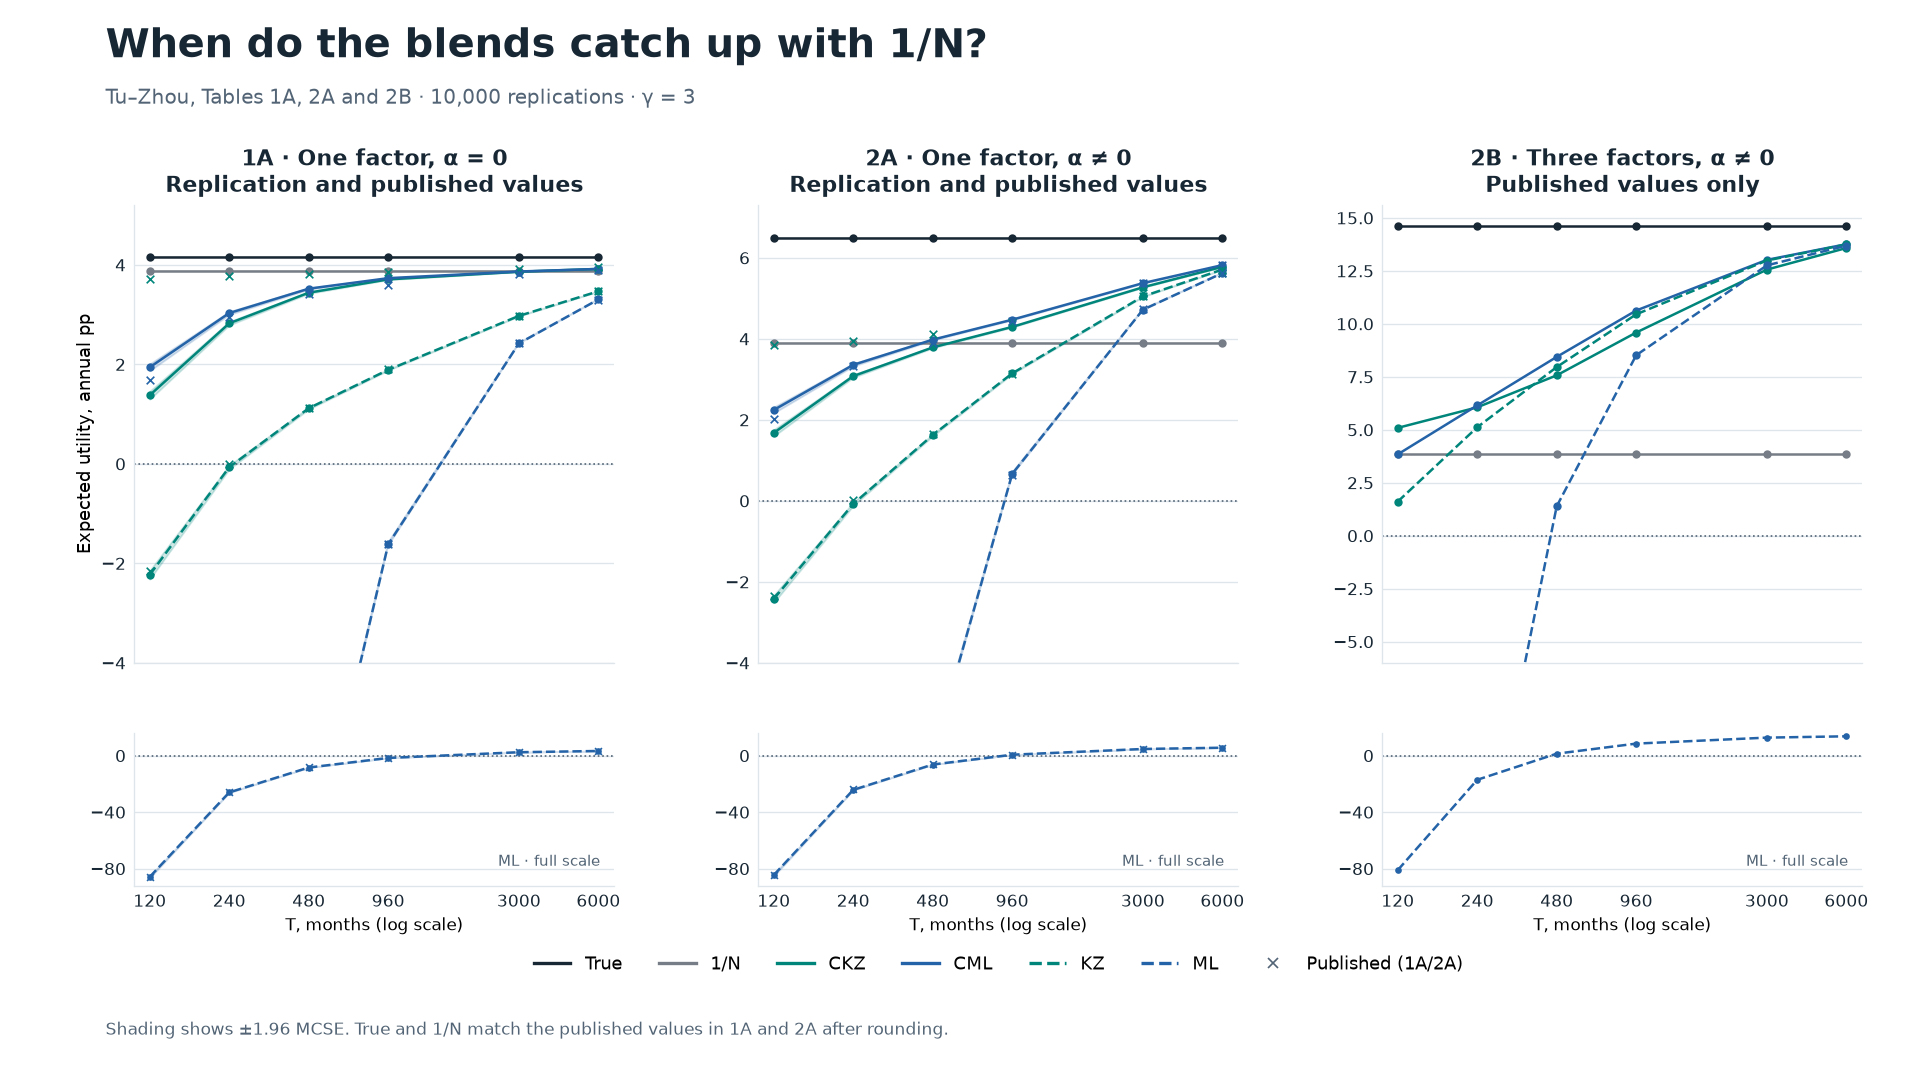 When do the blends catch up with 1/N?
Tu–Zhou, Tables 1A, 2A and 2B · 10,000 replications · γ = 3
1A · One factor, α = 0
Replication and published values
2A · One factor, α ≠ 0
Replication and published values
2B · Three factors, α ≠ 0
Published values only
Expected utility, annual pp
4
2
0
−2
−4
6
4
2
0
−2
−4
15.0
12.5
10.0
7.5
5.0
2.5
0.0
−2.5
−5.0
0
−40
−80
ML · full scale
120 240 480 960 3000 6000
T, months (log scale)
0
−40
−80
ML · full scale
120 240 480 960 3000 6000
T, months (log scale)
0
−40
−80
ML · full scale
120 240 480 960 3000 6000
T, months (log scale)
True 1/N CKZ CML KZ ML Published (1A/2A)
Shading shows ±1.96 MCSE. True and 1/N match the published values in 1A and 2A after rounding.